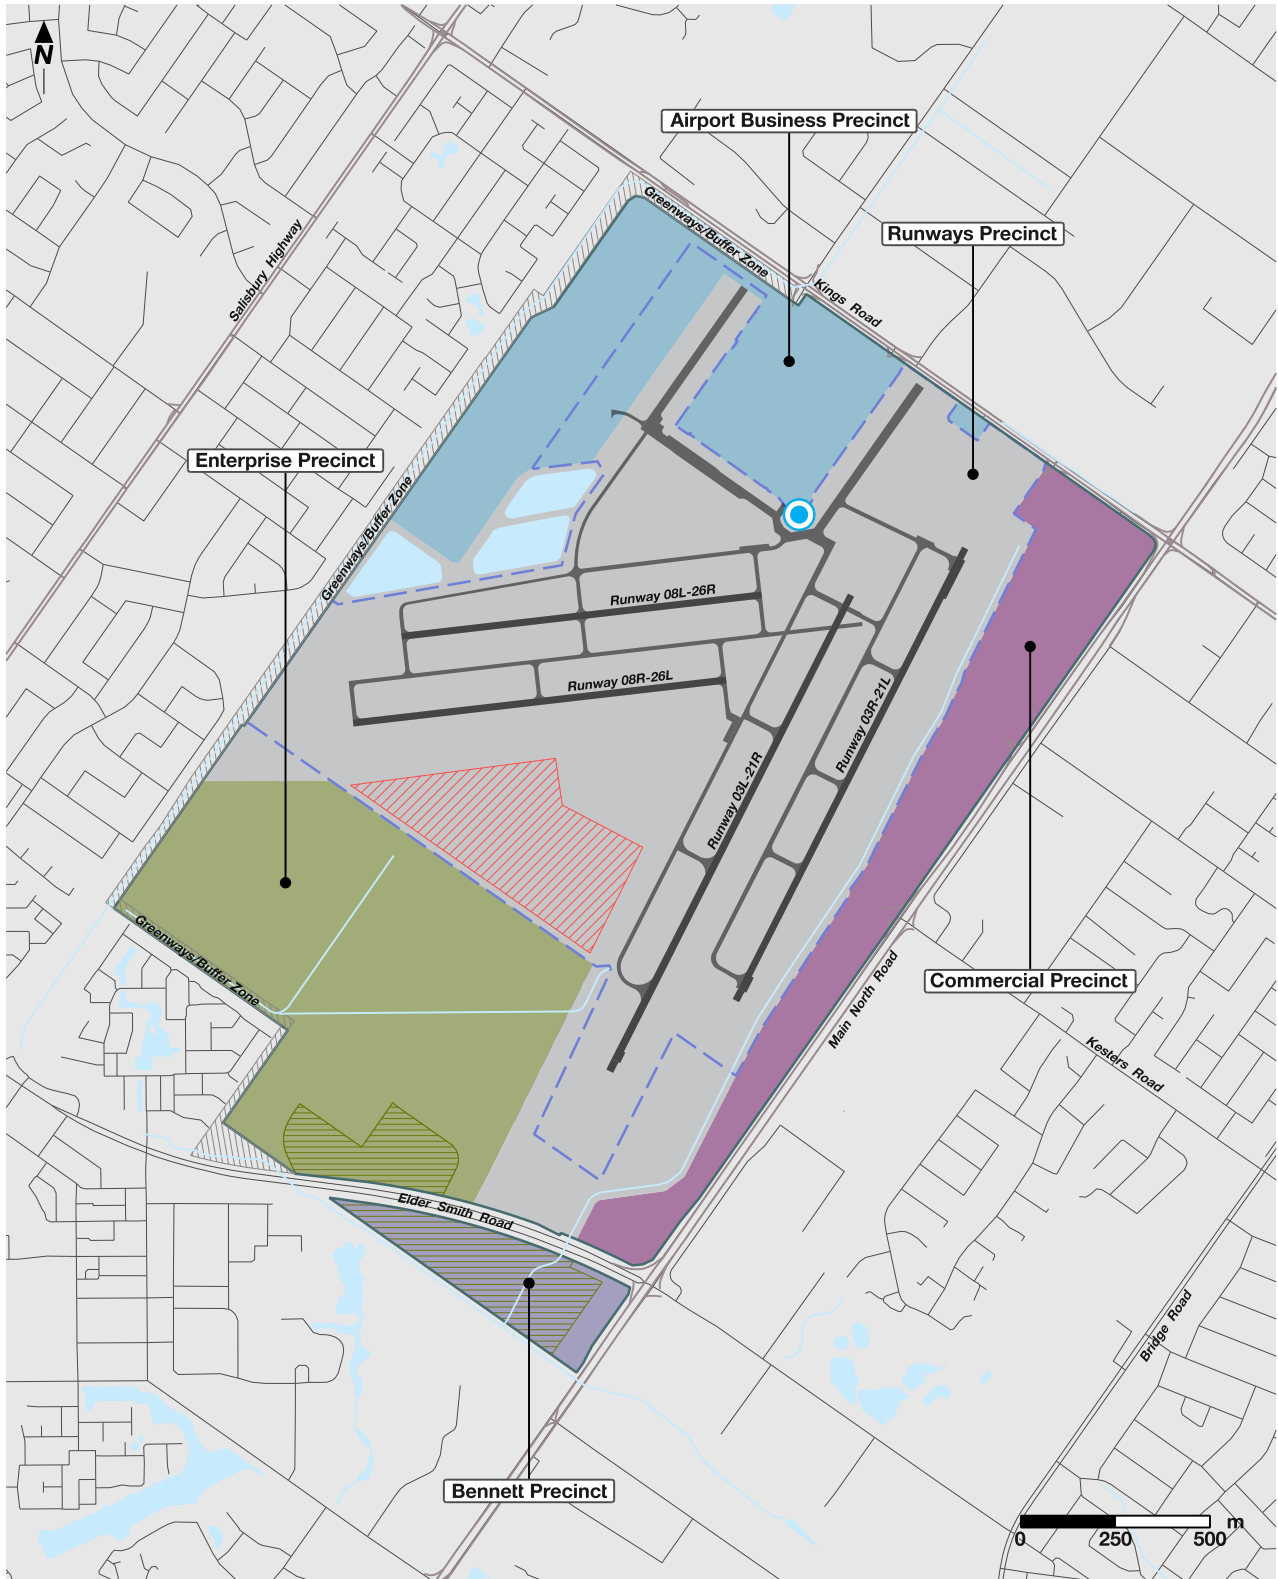 N
Airport Business Precinct
Greenways/Buffer Zone
Runways Precinct
Salisbury Highway
Kings Road
Enterprise Precinct
Greenways/Buffer Zone
Runway 08L-26R
Runway 08R-26L
Runway 03R-21L
Runway 03L-21R
Greenways/Buffer Zone
Commercial Precinct
Main North Road
Kesters Road
Elder Smith Road
Bridge Road
Bennett Precinct
m
0 250 500